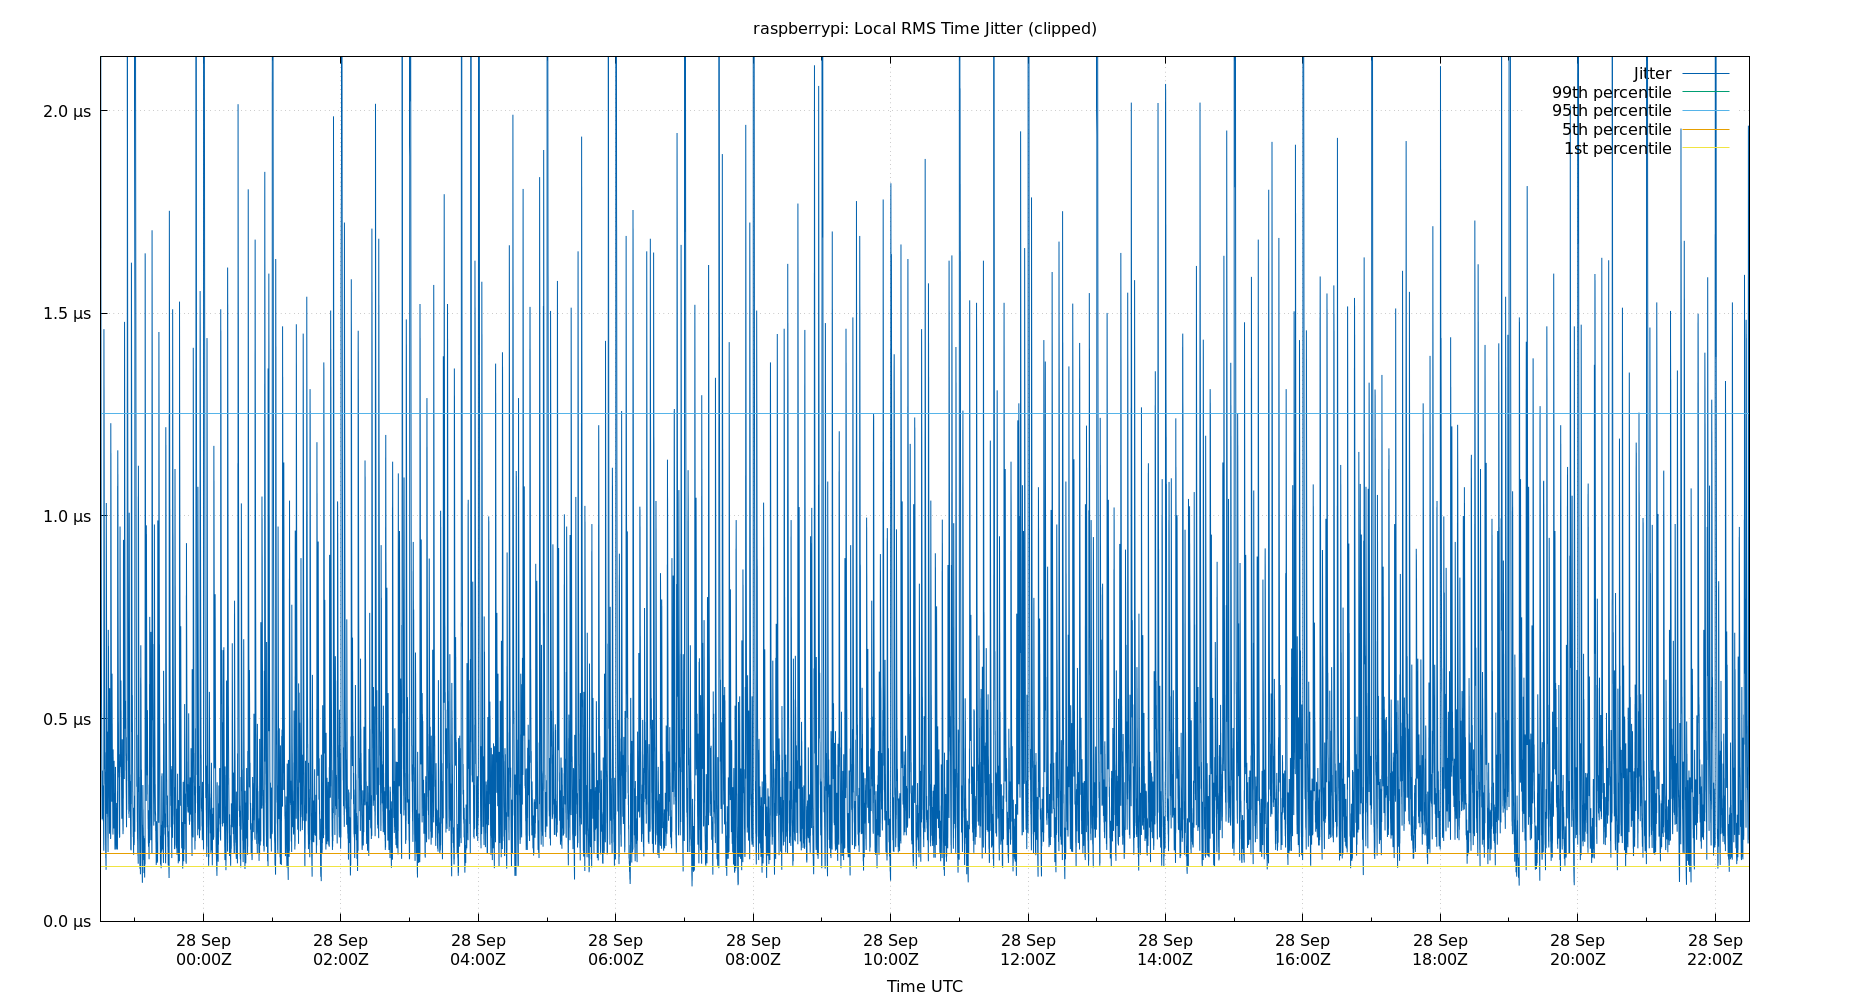 raspberrypi: Local RMS Time Jitter (clipped)
Jitter
99th percentile
95th percentile
5th percentile
1st percentile
2.0 µs
1.5 µs
1.0 µs
0.5 µs
0.0 µs
28 Sep 28 Sep 28 Sep 28 Sep 28 Sep 28 Sep 28 Sep 28 Sep 28 Sep 28 Sep 28 Sep 28 Sep
00:00Z 02:00Z 04:00Z 06:00Z 08:00Z 10:00Z 12:00Z 14:00Z 16:00Z 18:00Z 20:00Z 22:00Z
Time UTC